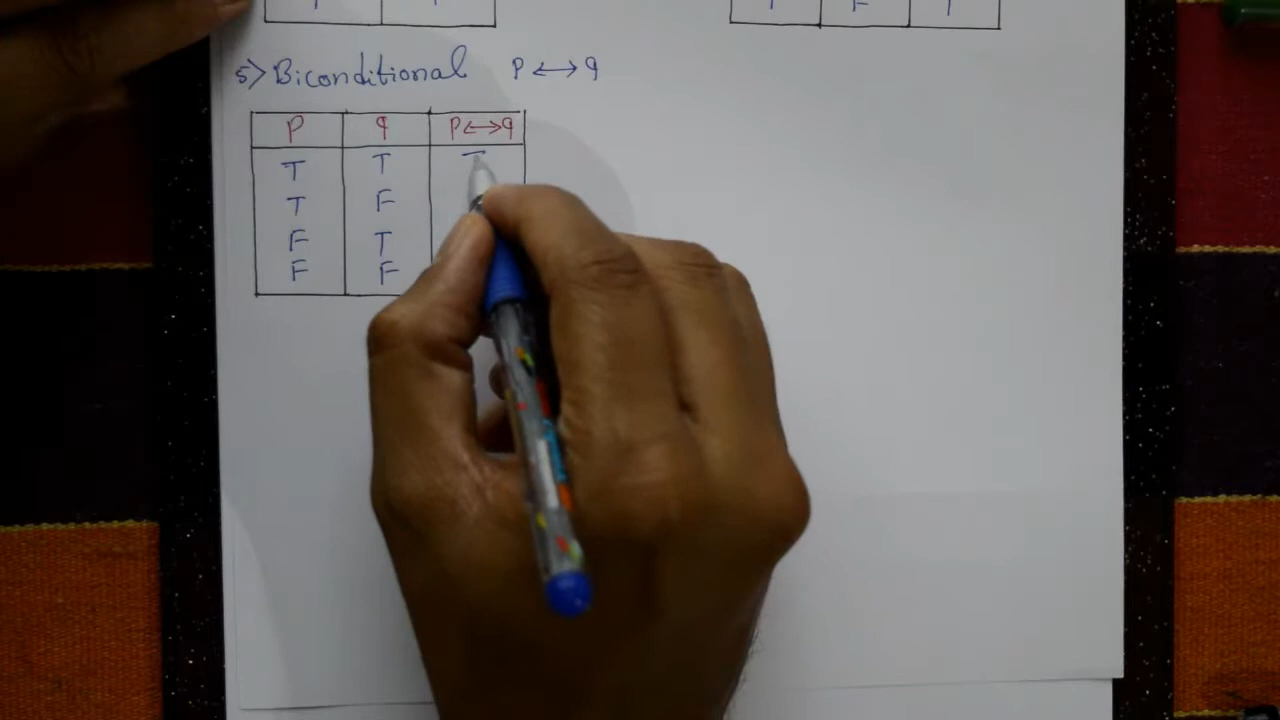 T F T
5> Biconditional P ↔ q
P q P↔q
T T T
T F
F T
F F